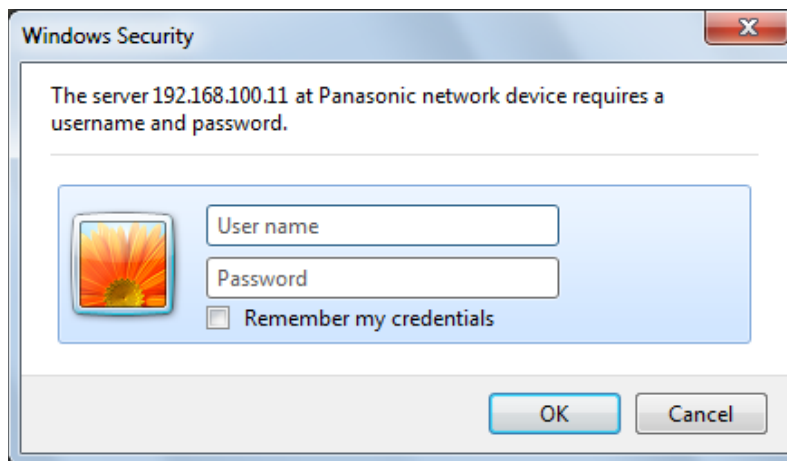 Windows Security
The server 192.168.100.11 at Panasonic network device requires a
username and password.
User name
Password
Remember my credentials
OK
Cancel